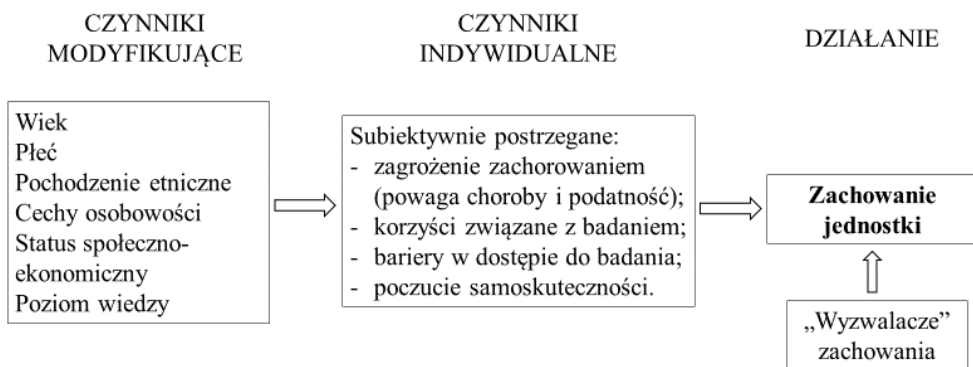 CZYNNIKI
MODYFIKUJĄCE
Wiek
Płeć
Pochodzenie etniczne
Cechy osobowości
Status społeczno-
ekonomiczny
Poziom wiedzy
CZYNNIKI
INDYWIDUALNE
Subiektywnie postrzegane:
- zagrożenie zachorowaniem
(powaga choroby i podatność);
- korzyści związane z badaniem;
- bariery w dostępie do badania;
- poczucie samoskuteczności.
DZIAŁANIE
Zachowanie
jednostki
„Wyzwalacze”
zachowania